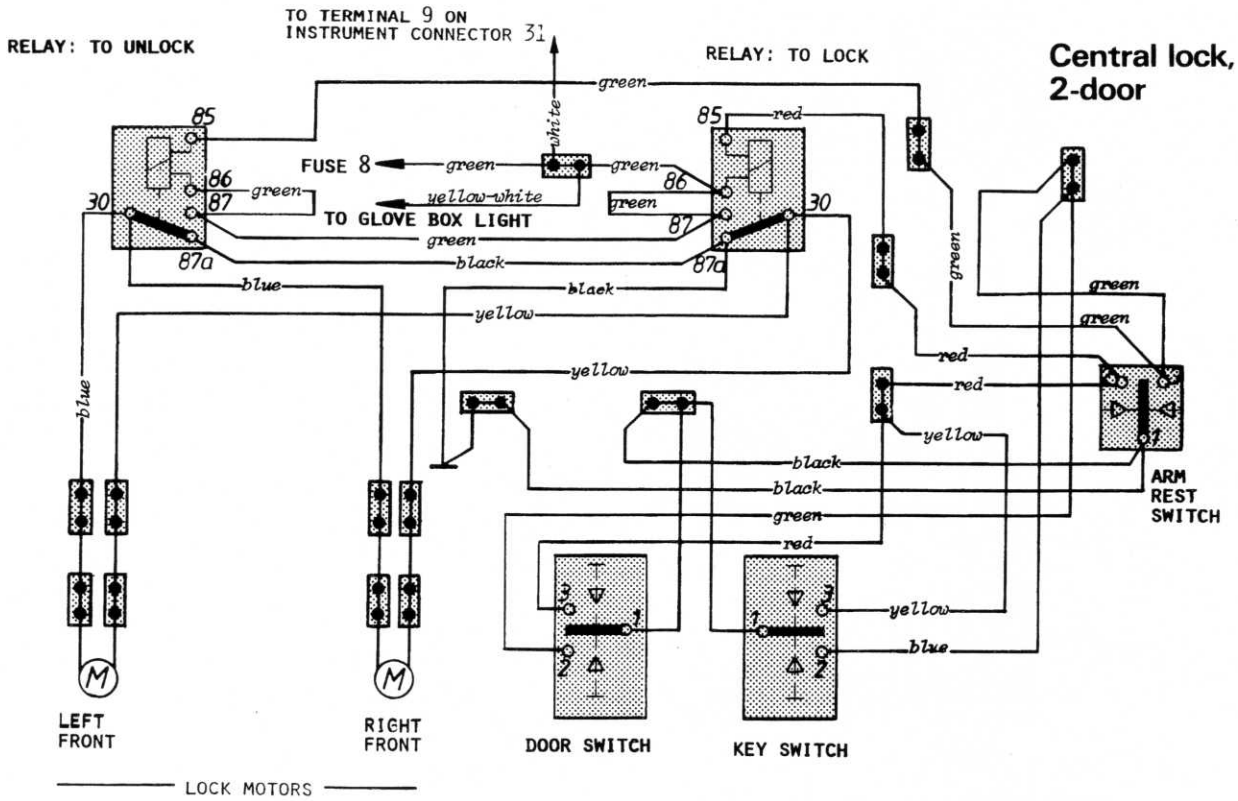 TO TERMINAL 9 ON
INSTRUMENT CONNECTOR 31
RELAY: TO UNLOCK
RELAY: TO LOCK
Central lock,
2-door
green
85
85
red
white
FUSE 8
green
green
86
86
green
yellow-white
green
30
87
87
30
TO GLOVE BOX LIGHT
green
black
87a
87a
green
blue
black
green
yellow
green
red
yellow
red
blue
yellow
1
black
black
ARM
REST
SWITCH
green
red
3
3
1
1
yellow
2
2
blue
M
M
LEFT
FRONT
RIGHT
FRONT
DOOR SWITCH
KEY SWITCH
LOCK MOTORS